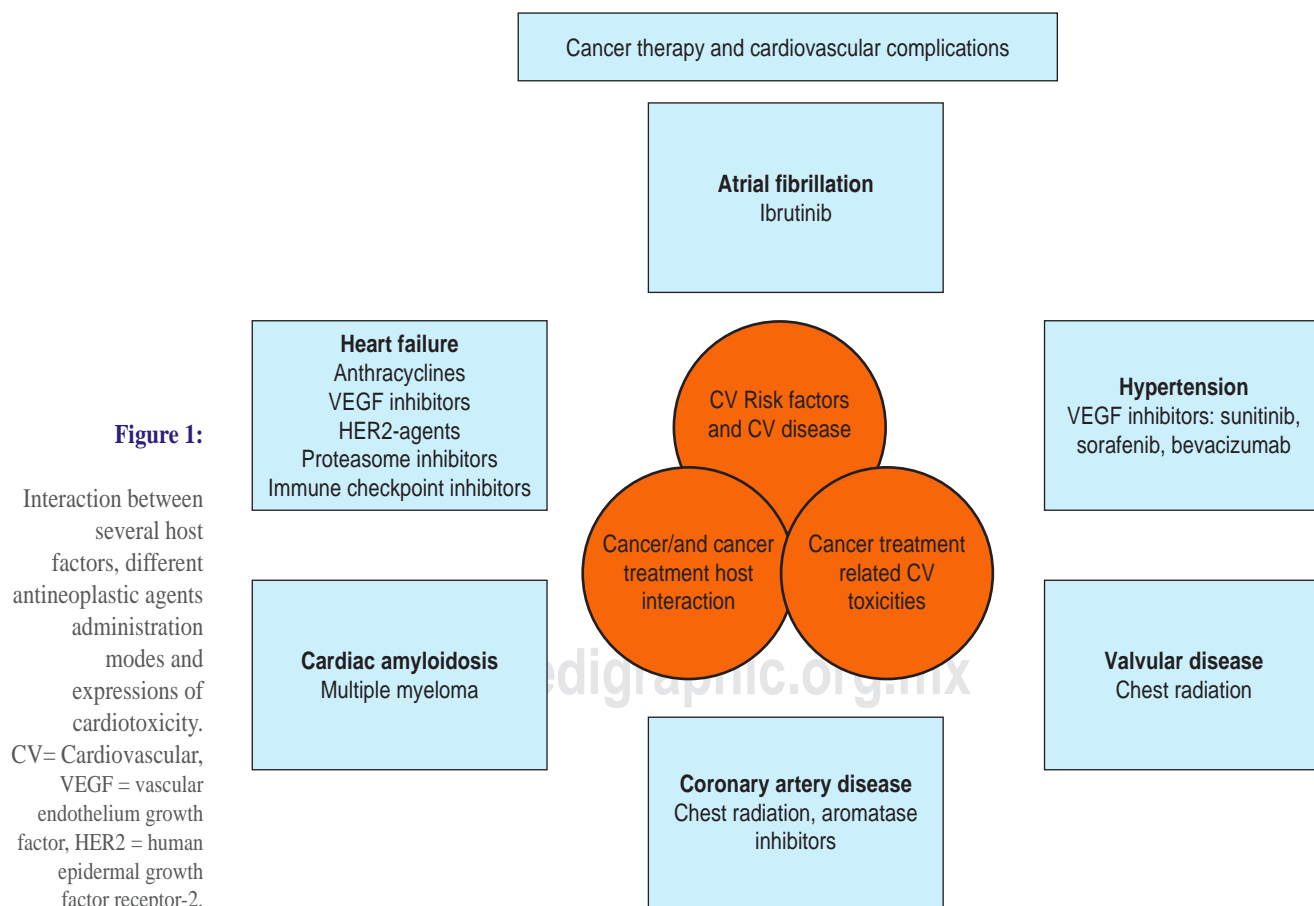 Cancer therapy and cardiovascular complications
Atrial fibrillation
Ibrutinib
Heart failure
Anthracyclines
VEGF inhibitors
HER2-agents
Proteasome inhibitors
Immune checkpoint inhibitors
CV Risk factors
and CV disease
Hypertension
VEGF inhibitors: sunitinib,
sorafenib, bevacizumab
Cancer/and cancer
treatment host
interaction
Cancer treatment
related CV
toxicities
Cardiac amyloidosis
Multiple myeloma
edigraphic.org.mx
Valvular disease
Chest radiation
Coronary artery disease
Chest radiation, aromatase
inhibitors
Figure 1:
Interaction between
several host
factors, different
antineoplastic agents
administration
modes and
expressions of
cardiotoxicity.
CV= Cardiovascular,
VEGF = vascular
endothelium growth
factor, HER2 = human
epidermal growth
factor receptor-2.